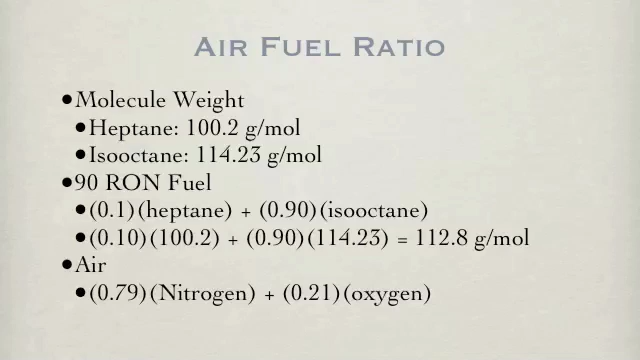 Air Fuel Ratio
•Molecule Weight
•Heptane: 100.2 g/mol
•Isooctane: 114.23 g/mol
•90 RON Fuel
•(0.1)(heptane) + (0.90)(isooctane)
•(0.10)(100.2) + (0.90)(114.23) = 112.8 g/mol
•Air
•(0.79)(Nitrogen) + (0.21)(oxygen)